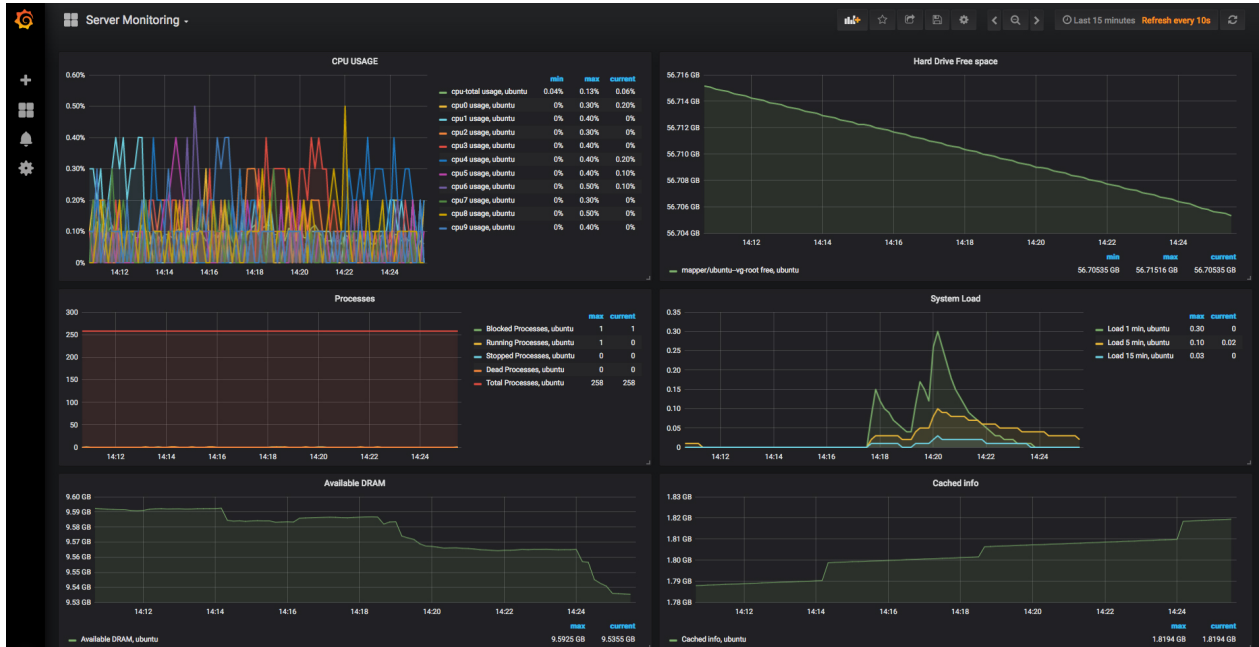 Server Monitoring
Last 15 minutes Refresh every 10s
CPU USAGE
0.60%
0.50%
0.40%
0.30%
0.20%
0.10%
0%
14:12 14:14 14:16 14:18 14:20 14:22 14:24
min max current
cpu-total usage, ubuntu 0.04% 0.13% 0.06%
cpu0 usage, ubuntu 0% 0.30% 0.20%
cpu1 usage, ubuntu 0% 0.40% 0%
cpu2 usage, ubuntu 0% 0.30% 0%
cpu3 usage, ubuntu 0% 0.40% 0%
cpu4 usage, ubuntu 0% 0.40% 0.20%
cpu5 usage, ubuntu 0% 0.40% 0.10%
cpu6 usage, ubuntu 0% 0.50% 0.10%
cpu7 usage, ubuntu 0% 0.30% 0%
cpu8 usage, ubuntu 0% 0.50% 0%
cpu9 usage, ubuntu 0% 0.40% 0%
Hard Drive Free space
56.716 GB
56.714 GB
56.712 GB
56.710 GB
56.708 GB
56.706 GB
56.704 GB
14:12 14:14 14:16 14:18 14:20 14:22 14:24
min max current
mapper/ubuntu--vg-root free, ubuntu 56.70535 GB 56.71516 GB 56.70535 GB
Processes
300
250
200
150
100
50
0
14:12 14:14 14:16 14:18 14:20 14:22 14:24
max current
Blocked Processes, ubuntu 1 1
Running Processes, ubuntu 1 0
Stopped Processes, ubuntu 0 0
Dead Processes, ubuntu 0 0
Total Processes, ubuntu 258 258
System Load
0.35
0.30
0.25
0.20
0.15
0.10
0.05
0
14:12 14:14 14:16 14:18 14:20 14:22 14:24
max current
Load 1 min, ubuntu 0.30 0
Load 5 min, ubuntu 0.10 0.02
Load 15 min, ubuntu 0.03 0
Available DRAM
9.60 GB
9.59 GB
9.58 GB
9.57 GB
9.56 GB
9.55 GB
9.54 GB
9.53 GB
14:12 14:14 14:16 14:18 14:20 14:22 14:24
max current
Available DRAM, ubuntu 9.5925 GB 9.5355 GB
Cached info
1.83 GB
1.82 GB
1.81 GB
1.80 GB
1.79 GB
1.78 GB
14:12 14:14 14:16 14:18 14:20 14:22 14:24
max current
Cached info, ubuntu 1.8194 GB 1.8194 GB